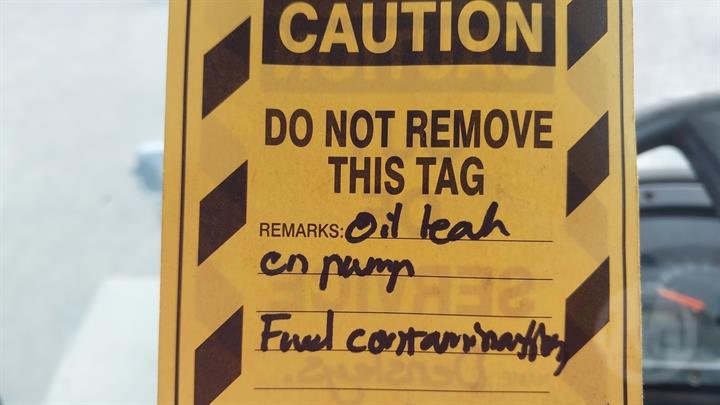 CAUTION
DO NOT REMOVE
THIS TAG
REMARKS: Oil leak
on pump
Fuel contamination